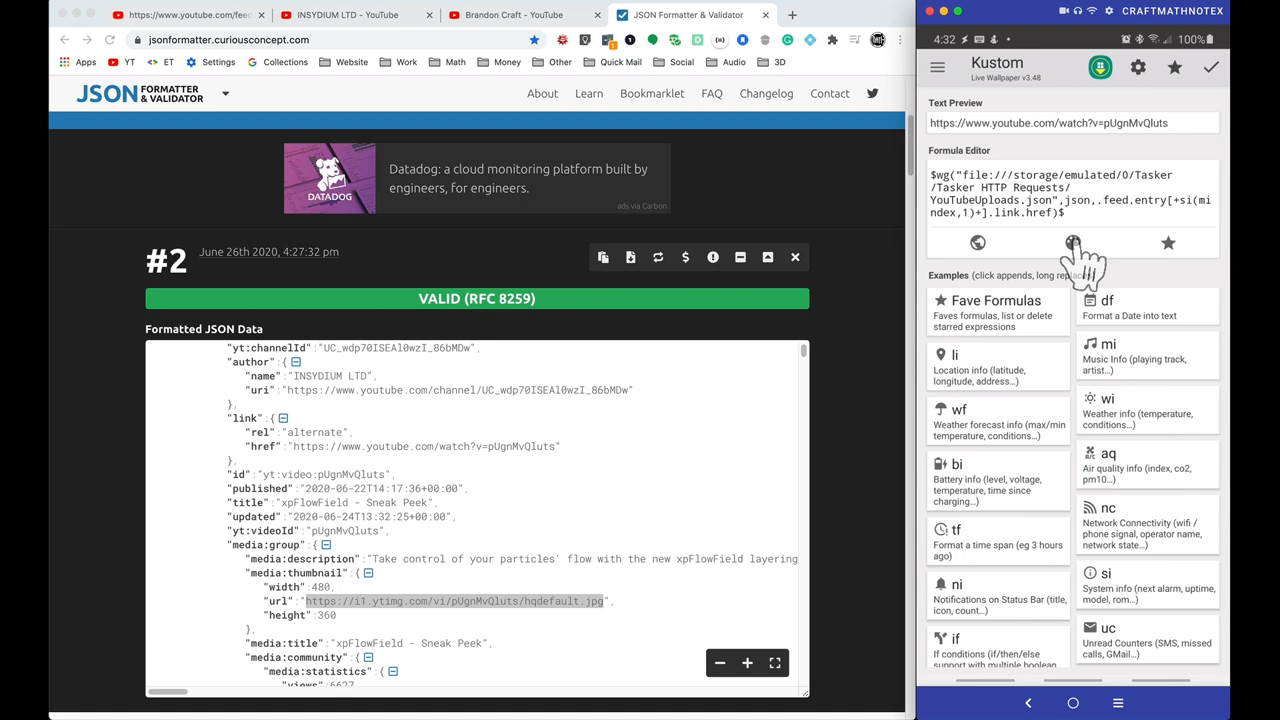 https://www.youtube.com/feed
INSYDIUM LTD - YouTube
Brandon Craft - YouTube
JSON Formatter & Validator
jsonformatter.curiousconcept.com
Apps
YT
ET
Settings
Collections
Website
Work
Math
Money
Other
Quick Mail
Social
Audio
3D
JSON FORMATTER & VALIDATOR
About
Learn
Bookmarklet
FAQ
Changelog
Contact
DATADOG
Datadog: a cloud monitoring platform built by
engineers, for engineers.
ads via Carbon
#2
June 26th 2020, 4:27:32 pm
VALID (RFC 8259)
Formatted JSON Data
"yt:channelId":"UC_wdp70ISEAl0wzI_86bMDw",
"author":{
"name":"INSYDIUM LTD",
"uri":"https://www.youtube.com/channel/UC_wdp70ISEAl0wzI_86bMDw"
},
"link":{
"rel":"alternate",
"href":"https://www.youtube.com/watch?v=pUgnMvQluts"
},
"id":"yt:video:pUgnMvQluts",
"published":"2020-06-22T14:17:36+00:00",
"title":"xpFlowField - Sneak Peek",
"updated":"2020-06-24T13:32:25+00:00",
"yt:videoId":"pUgnMvQluts",
"media:group":{
"media:description":"Take control of your particles' flow with the new xpFlowField layering
"media:thumbnail":{
"width":480,
"url":"https://i1.ytimg.com/vi/pUgnMvQluts/hqdefault.jpg",
"height":360
},
"media:title":"xpFlowField - Sneak Peek",
"media:community":{
"media:statistics":{
"views":6627,
CRAFTMATHNOTEX
4:32
100%
Kustom
Live Wallpaper v3.48
Text Preview
https://www.youtube.com/watch?v=pUgnMvQluts
Formula Editor
$wg("file:///storage/emulated/0/Tasker
/Tasker HTTP Requests/
YouTubeUploads.json",json,.feed.entry[+si(mi
ndex,1)+].link.href)$
Examples (click appends, long
Fave Formulas
Faves formulas, list or delete
starred expressions
df
Format a Date into text
li
Location info (latitude,
longitude, address...)
mi
Music Info (playing track,
artist...)
wf
Weather forecast info (max/min
temperature, conditions...)
wi
Weather info (temperature,
conditions...)
bi
Battery info (level, voltage,
temperature, time since
charging...)
aq
Air quality info (index, co2,
pm10...)
tf
Format a time span (eg 3 hours
ago)
nc
Network Connectivity (wifi /
phone signal, operator name,
network state...)
ni
Notifications on Status Bar (title,
icon, count...)
si
System info (next alarm, uptime,
model, rom...)
if
If conditions (if/then/else
support with multiple boolean
uc
Unread Counters (SMS, missed
calls, GMail...)